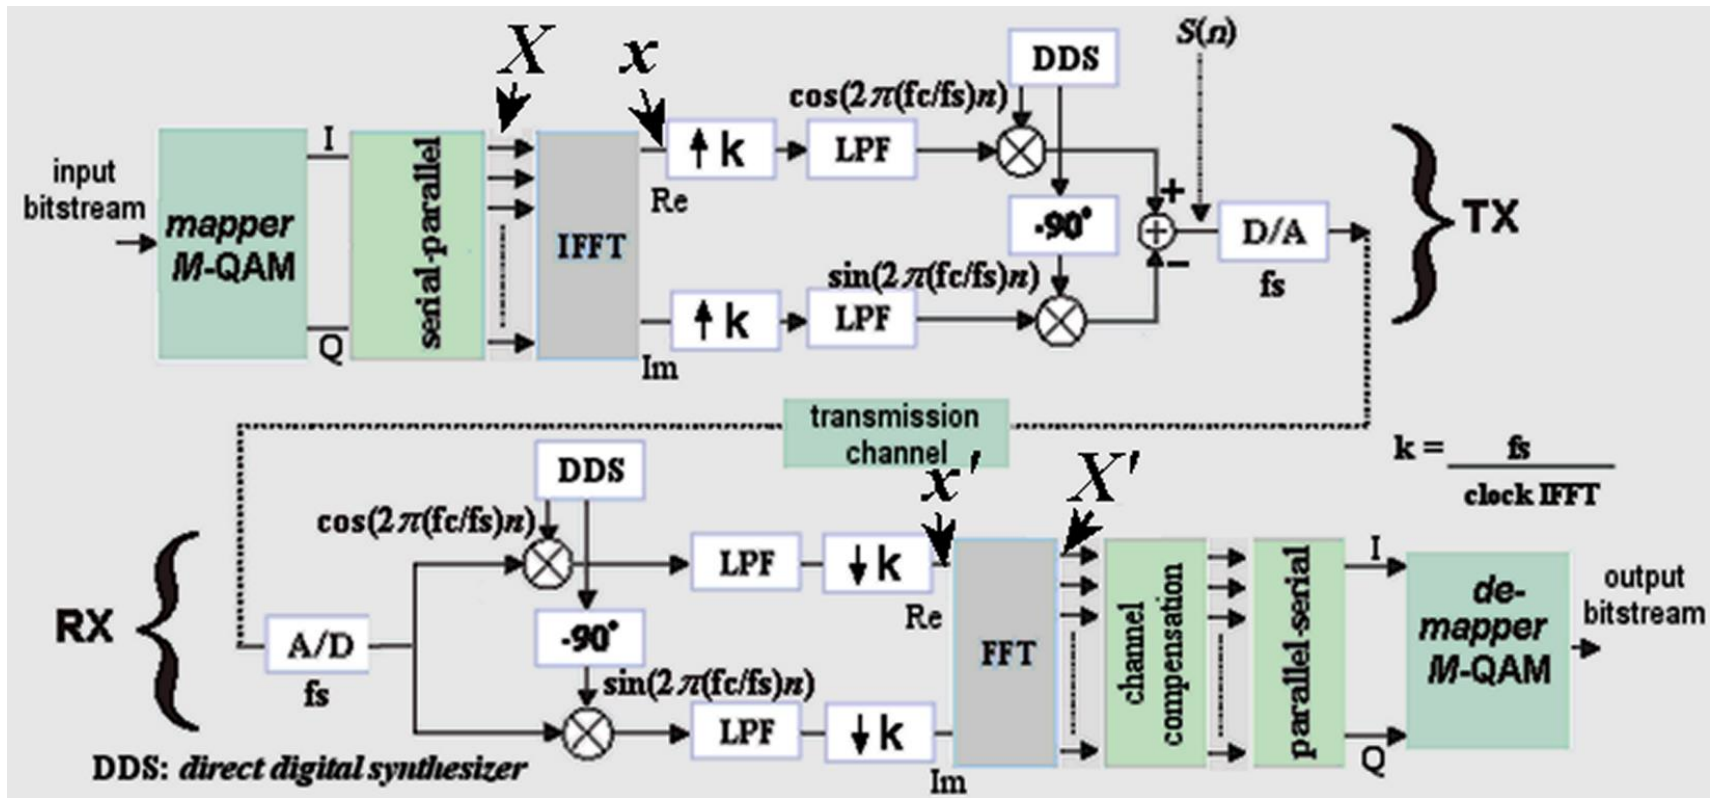 X
x
DDS
S(n)
cos(2π(fc/fs)n)
input
bitstream
mapper
M-QAM
I
Q
serial-parallel
IFFT
Re
Im
↑k
LPF
-90°
+
TX
D/A
fs
−
sin(2π(fc/fs)n)
↑k
LPF
transmission
channel
k = fs
clock IFFT
x'
X'
DDS
cos(2π(fc/fs)n)
RX
A/D
fs
-90°
sin(2π(fc/fs)n)
LPF
↓k
Re
LPF
↓k
Im
FFT
channel
compensation
parallel-serial
I
Q
de-
mapper
M-QAM
output
bitstream
DDS: direct digital synthesizer